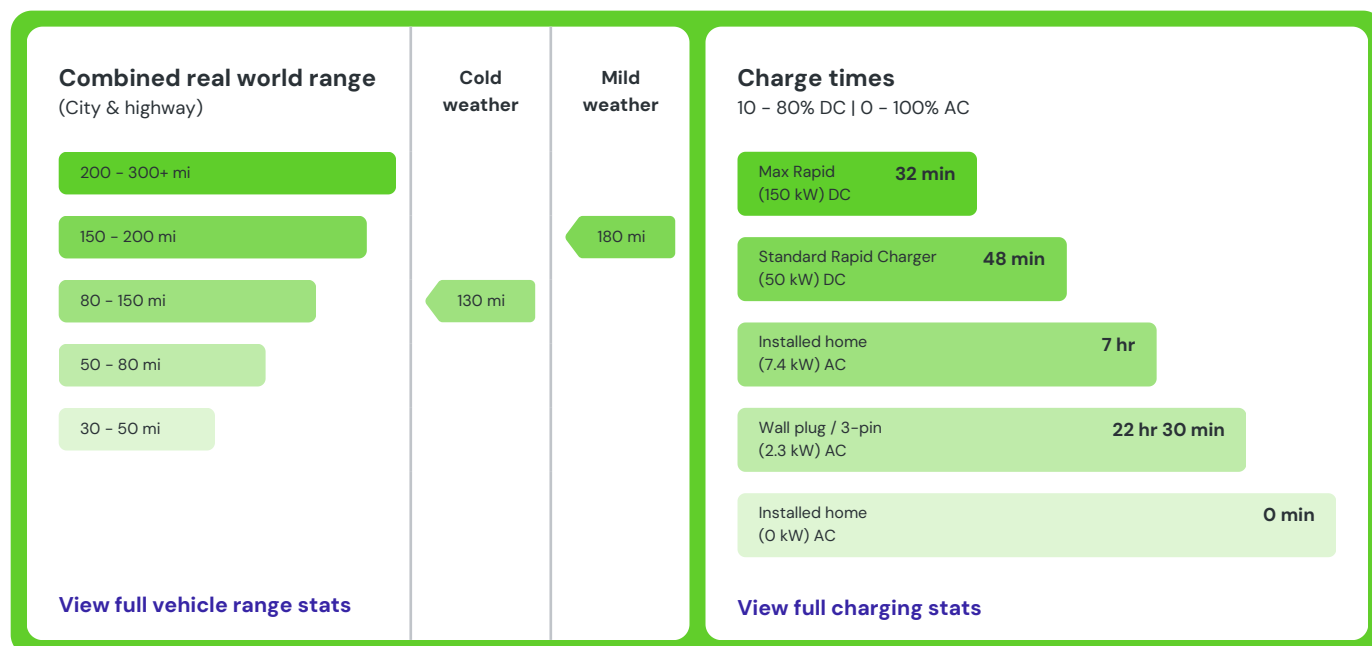 Combined real world range
(City & highway)
Cold
weather
Mild
weather
200 - 300+ mi
150 - 200 mi
180 mi
80 - 150 mi
130 mi
50 - 80 mi
30 - 50 mi
View full vehicle range stats
Charge times
10 - 80% DC | 0 - 100% AC
Max Rapid
(150 kW) DC
32 min
Standard Rapid Charger
(50 kW) DC
48 min
Installed home
(7.4 kW) AC
7 hr
Wall plug / 3-pin
(2.3 kW) AC
22 hr 30 min
Installed home
(0 kW) AC
0 min
View full charging stats